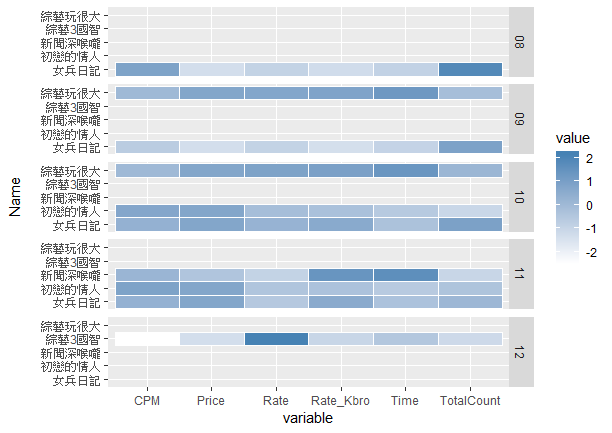 綜藝玩很大
綜藝3國智
新聞深喉嚨
初戀的情人
女兵日記
08
綜藝玩很大
綜藝3國智
新聞深喉嚨
初戀的情人
女兵日記
09
綜藝玩很大
綜藝3國智
新聞深喉嚨
初戀的情人
女兵日記
10
綜藝玩很大
綜藝3國智
新聞深喉嚨
初戀的情人
女兵日記
11
綜藝玩很大
綜藝3國智
新聞深喉嚨
初戀的情人
女兵日記
12
Name
CPM Price Rate Rate_Kbro Time TotalCount
variable
value
2
1
0
-1
-2